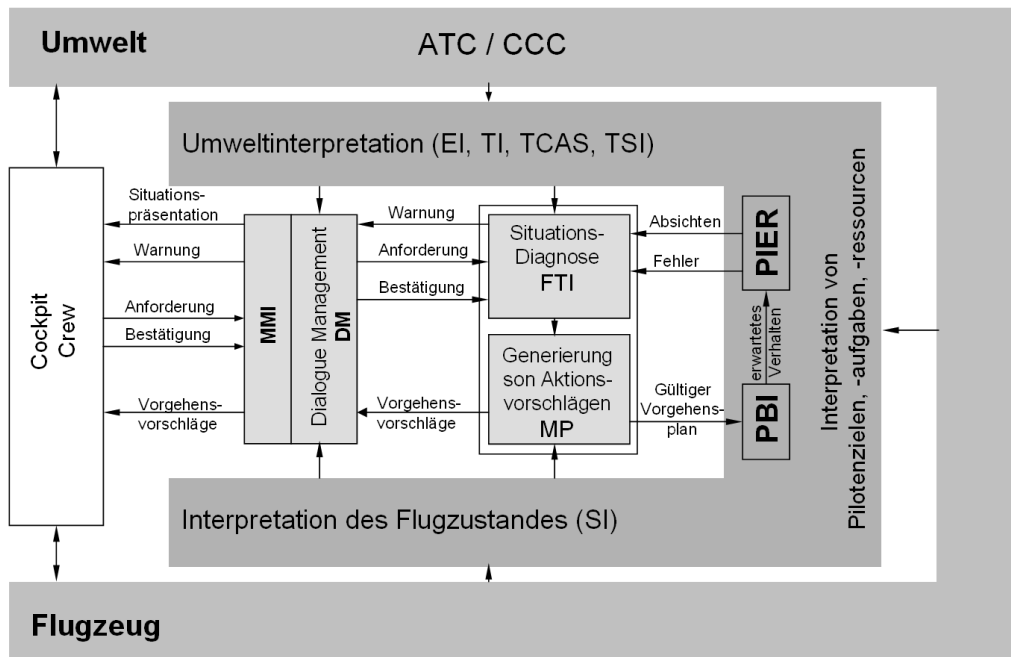 Umwelt
ATC / CCC
Umweltinterpretation (EI, TI, TCAS, TSI)
Cockpit
Crew
Situations-
präsentation
Warnung
Anforderung
Bestätigung
Vorgehens-
vorschläge
MMI
Dialogue Management
DM
Warnung
Anforderung
Bestätigung
Vorgehens-
vorschläge
Situations-
Diagnose
FTI
Generierung
son Aktions-
vorschlägen
MP
Absichten
Fehler
Gültiger
Vorgehens-
plan
PIER
erwartetes
Verhalten
PBI
Interpretation von
Pilotenzielen, -aufgaben, -ressourcen
Interpretation des Flugzustandes (SI)
Flugzeug